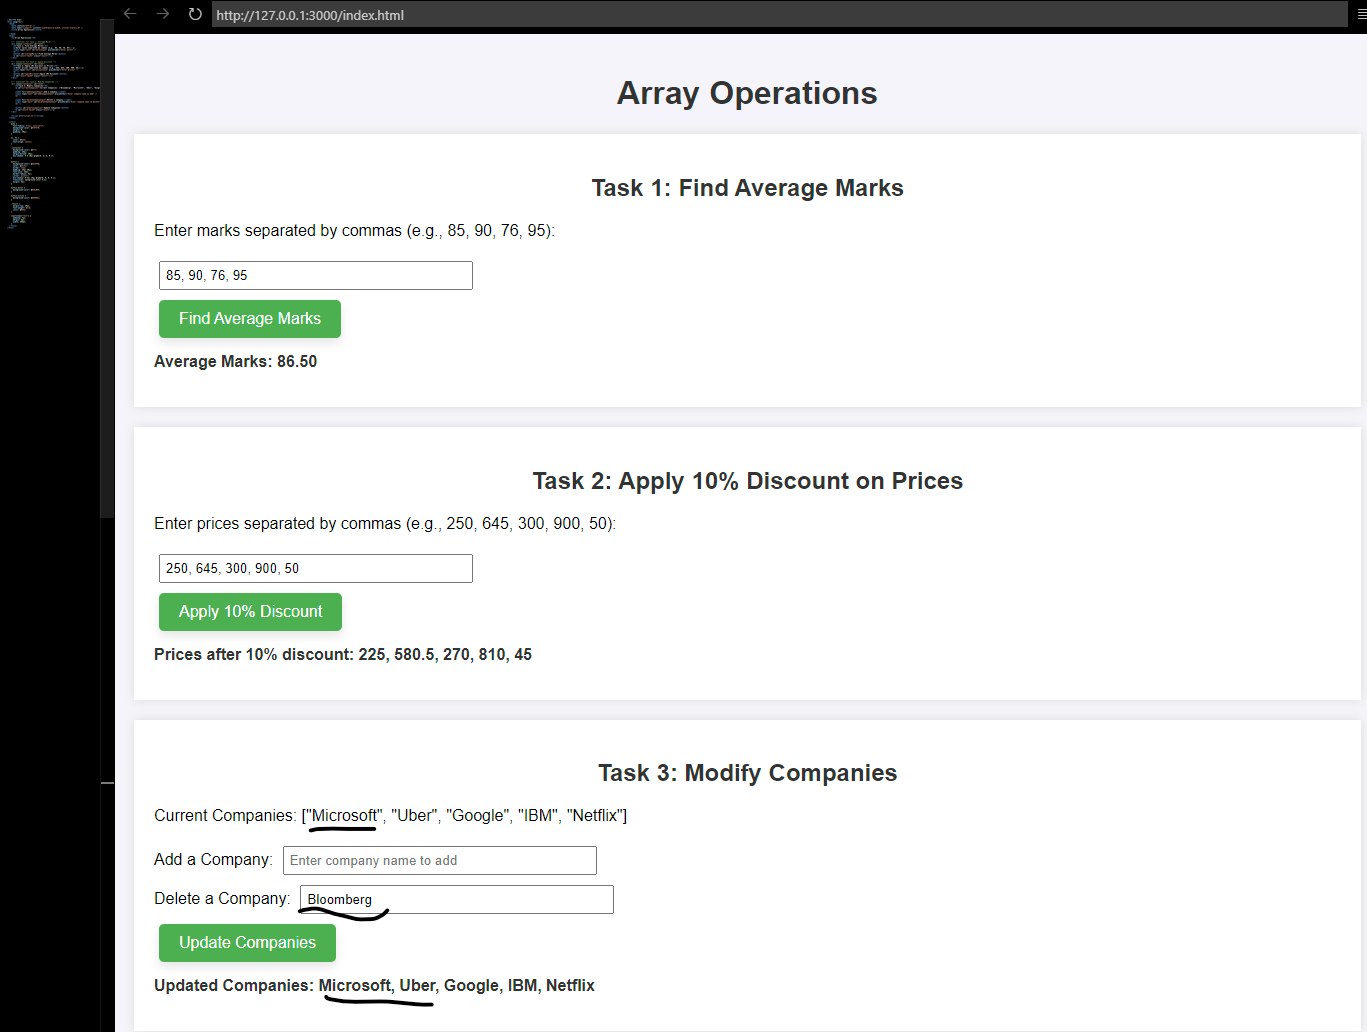 http://127.0.0.1:3000/index.html
Array Operations
Task 1: Find Average Marks
Enter marks separated by commas (e.g., 85, 90, 76, 95):
85, 90, 76, 95
Find Average Marks
Average Marks: 86.50
Task 2: Apply 10% Discount on Prices
Enter prices separated by commas (e.g., 250, 645, 300, 900, 50):
250, 645, 300, 900, 50
Apply 10% Discount
Prices after 10% discount: 225, 580.5, 270, 810, 45
Task 3: Modify Companies
Current Companies: ["Microsoft", "Uber", "Google", "IBM", "Netflix"]
Add a Company: Enter company name to add
Delete a Company: Bloomberg
Update Companies
Updated Companies: Microsoft, Uber, Google, IBM, Netflix